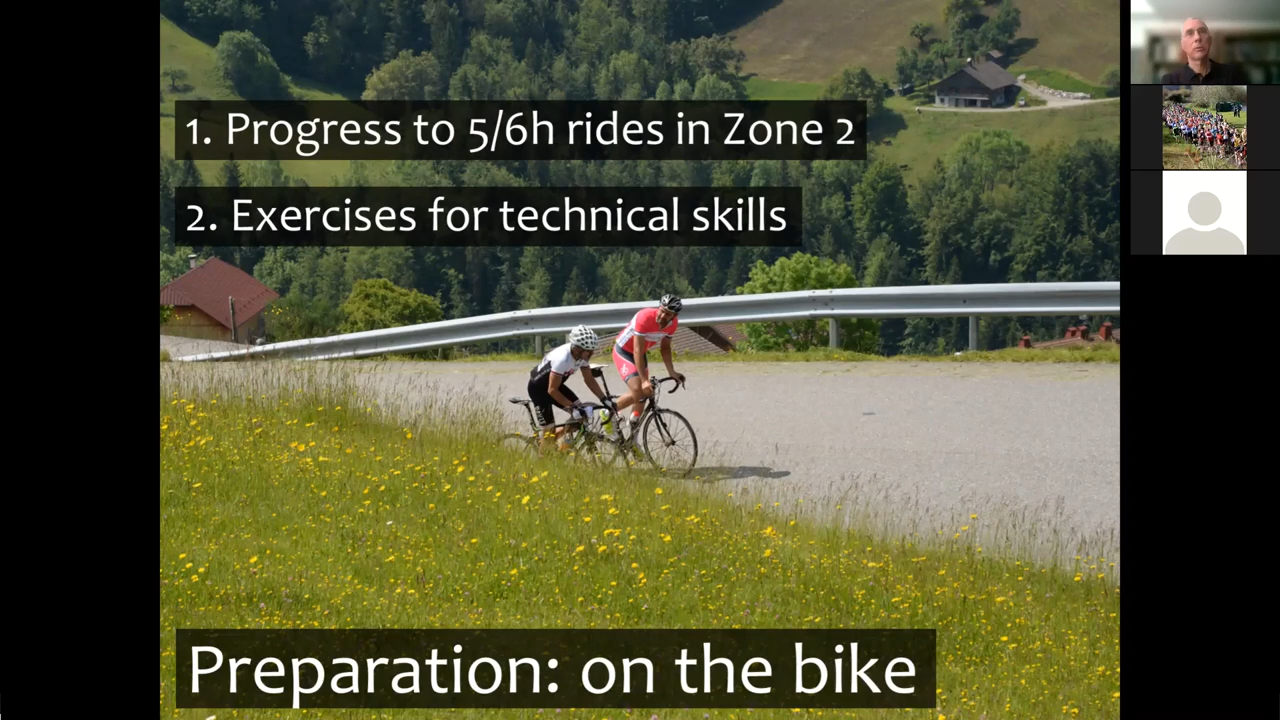 1. Progress to 5/6h rides in Zone 2
2. Exercises for technical skills
Preparation: on the bike